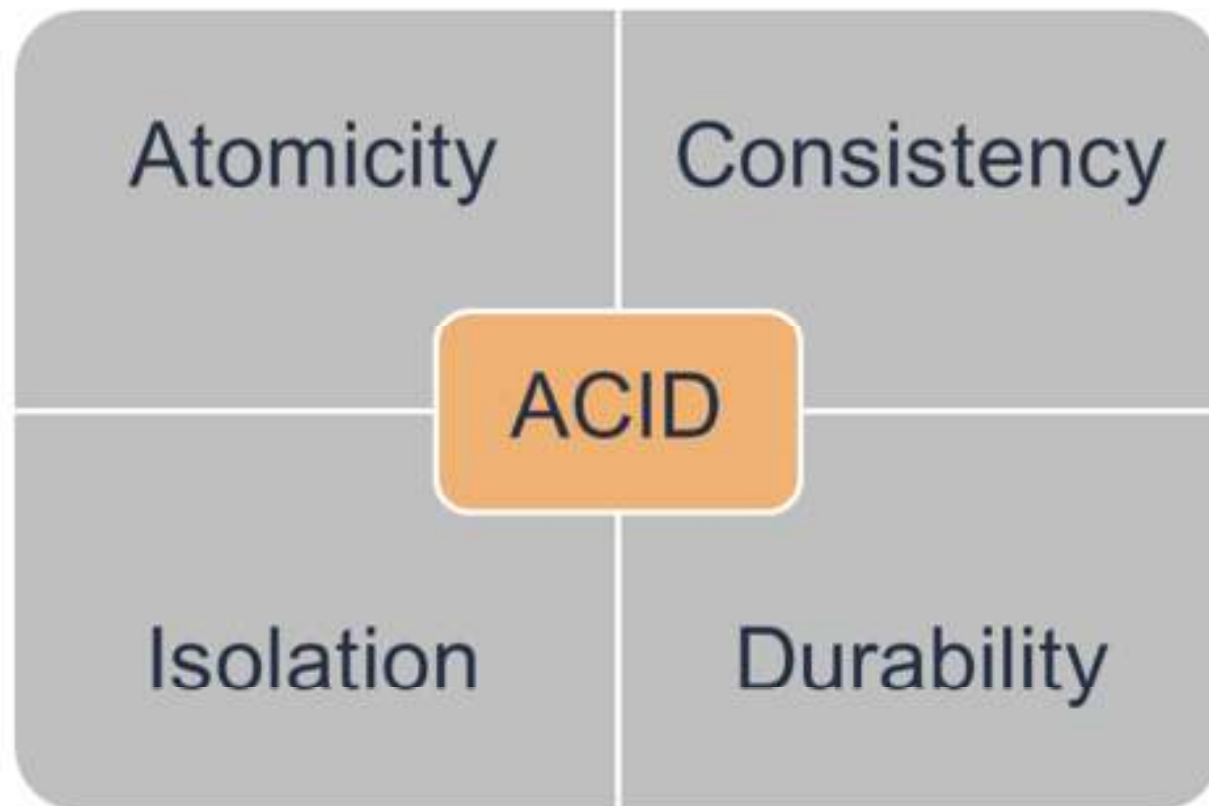 Atomicity
Consistency
ACID
Isolation
Durability